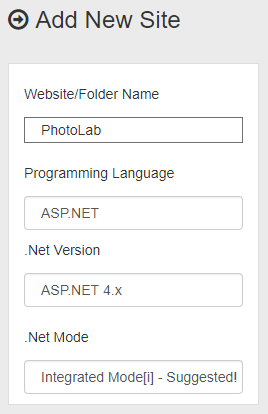 Add New Site
Website/Folder Name
PhotoLab
Programming Language
ASP.NET
.Net Version
ASP.NET 4.x
.Net Mode
Integrated Mode[i] - Suggested!